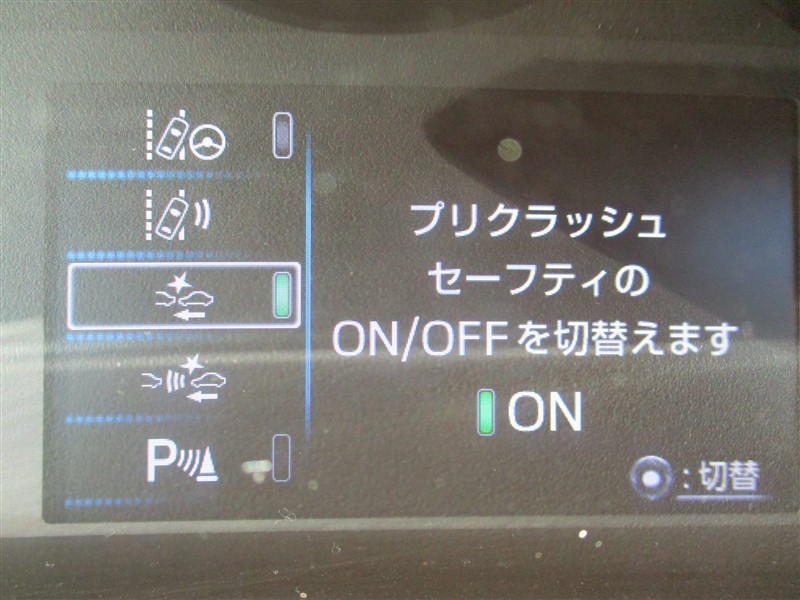 プリクラッシュ
セーフティの
ON/OFFを切替えます
ON
P
:切替